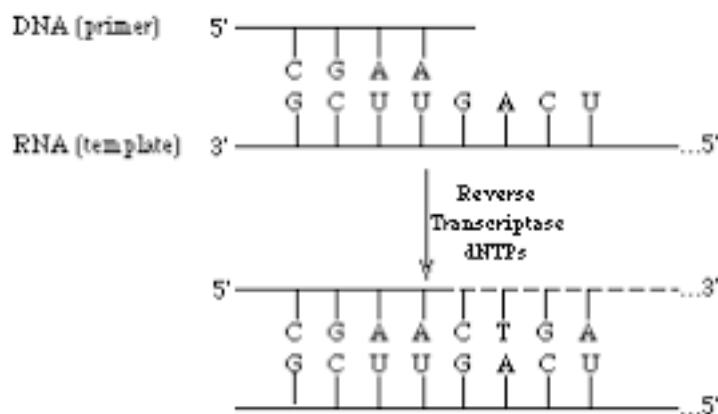 DNA (primer) 5'
C G A A
G C U U G A C U
RNA (template) 3' ...5'
Reverse
Transcriptase
dNTPs
5' ...3'
C G A A C T G A
G C U U G A C U
...5'